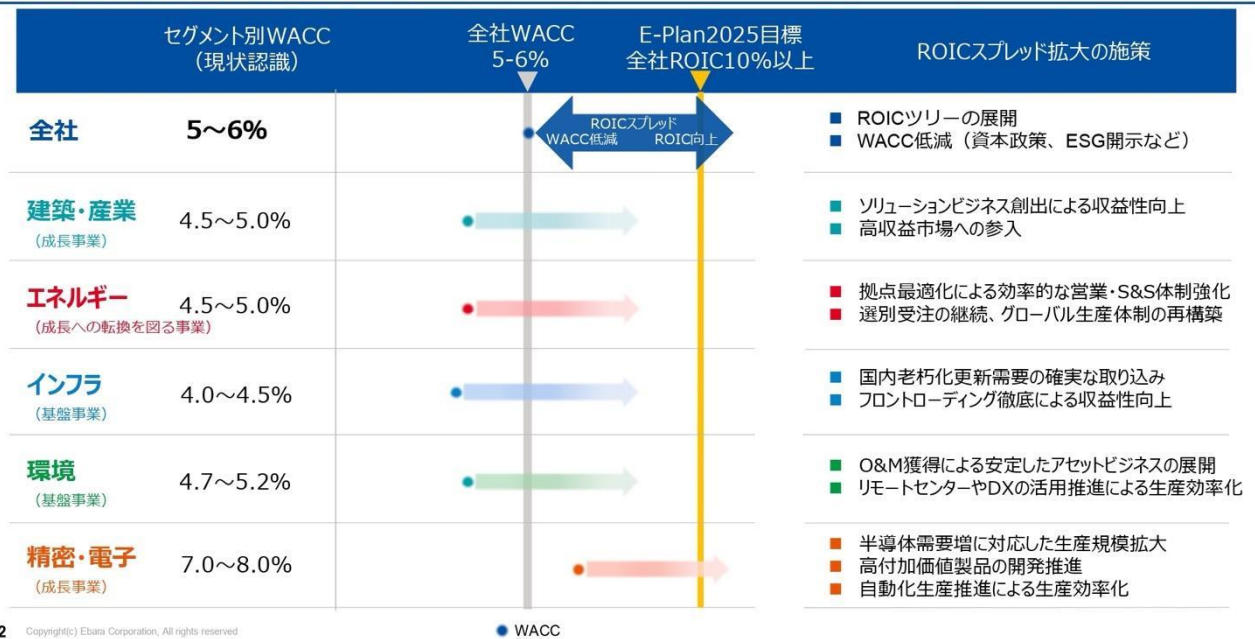 セグメント別WACC
（現状認識）
全社WACC
5-6%
E-Plan2025目標
全社ROIC10%以上
ROICスプレッド拡大の施策
全社
5～6%
ROICスプレッド
WACC低減 ROIC向上
■ ROICツリーの展開
■ WACC低減（資本政策、ESG開示など）
建築・産業
（成長事業）
4.5～5.0%
■ ソリューションビジネス創出による収益性向上
■ 高収益市場への参入
エネルギー
（成長への転換を図る事業）
4.5～5.0%
■ 拠点最適化による効率的な営業・S&S体制強化
■ 選別受注の継続、グローバル生産体制の再構築
インフラ
（基盤事業）
4.0～4.5%
■ 国内老朽化更新需要の確実な取り込み
■ フロントローディング徹底による収益性向上
環境
（基盤事業）
4.7～5.2%
■ O&M獲得による安定したアセットビジネスの展開
■ リモートセンターやDXの活用推進による生産効率化
精密・電子
（成長事業）
7.0～8.0%
■ 半導体需要増に対応した生産規模拡大
■ 高付加価値製品の開発推進
■ 自動化生産推進による生産効率化
2 Copyright(c) Ebara Corporation, All rights reserved
● WACC